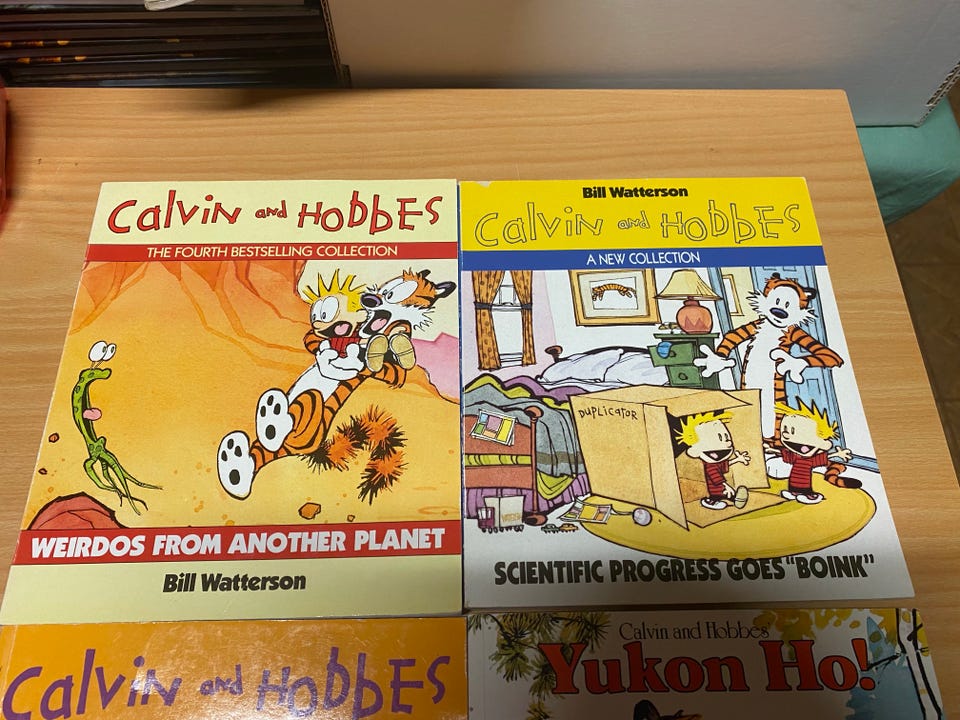 Calvin and HobbEs
THE FOURTH BESTSELLING COLLECTION
WEIRDOS FROM ANOTHER PLANET
Bill Watterson
Bill Watterson
Calvin and HobbEs
A NEW COLLECTION
DUPLICATOR
SCIENTIFIC PROGRESS GOES "BOINK"
Calvin and HobbEs
Calvin and Hobbes
Yukon Ho!